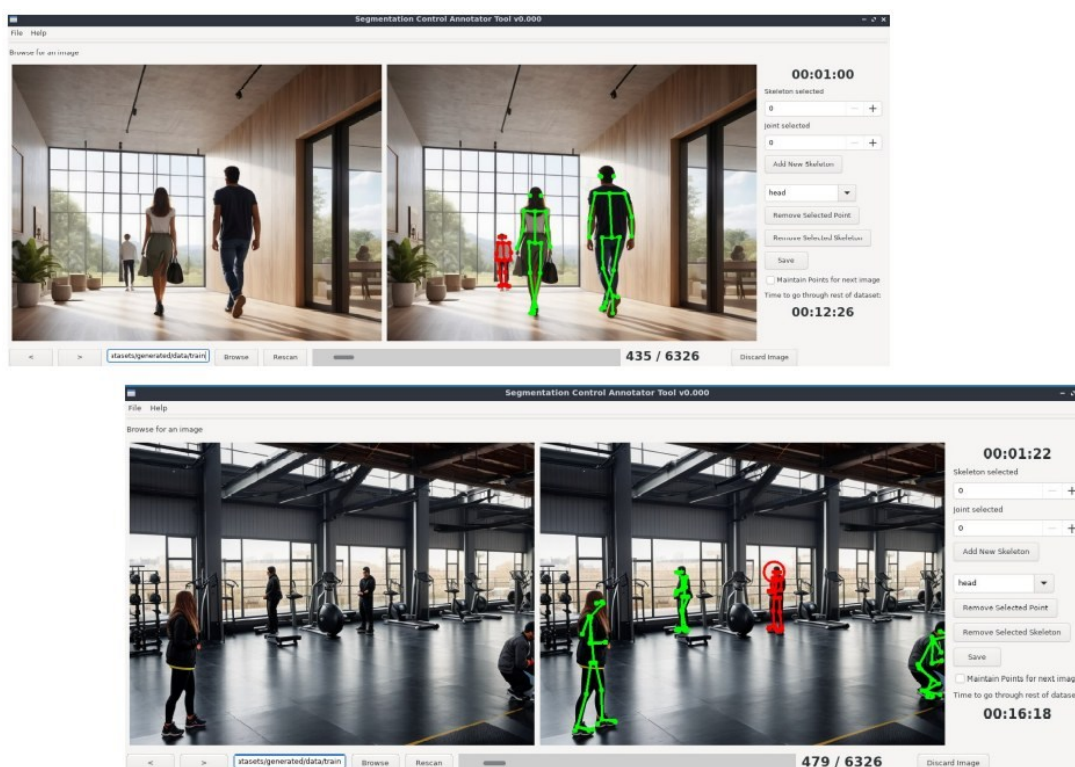 Segmentation Control Annotator Tool v0.000
File Help
Browse for an image
00:01:00
Skeleton selected
0
Joint selected
0
Add New Skeleton
head
Remove Selected Point
Remove Selected Skeleton
Save
Maintain Points for next image
Time to go through rest of dataset:
00:12:26
< > atasets/generated/data/train Browse Rescan 435 / 6326 Discard Image
Segmentation Control Annotator Tool v0.000
File Help
Browse for an image
00:01:22
Skeleton selected
0
Joint selected
0
Add New Skeleton
head
Remove Selected Point
Remove Selected Skeleton
Save
Maintain Points for next imag
Time to go through rest of datase
00:16:18
< > atasets/generated/data/train Browse Rescan 479 / 6326 Discard Image